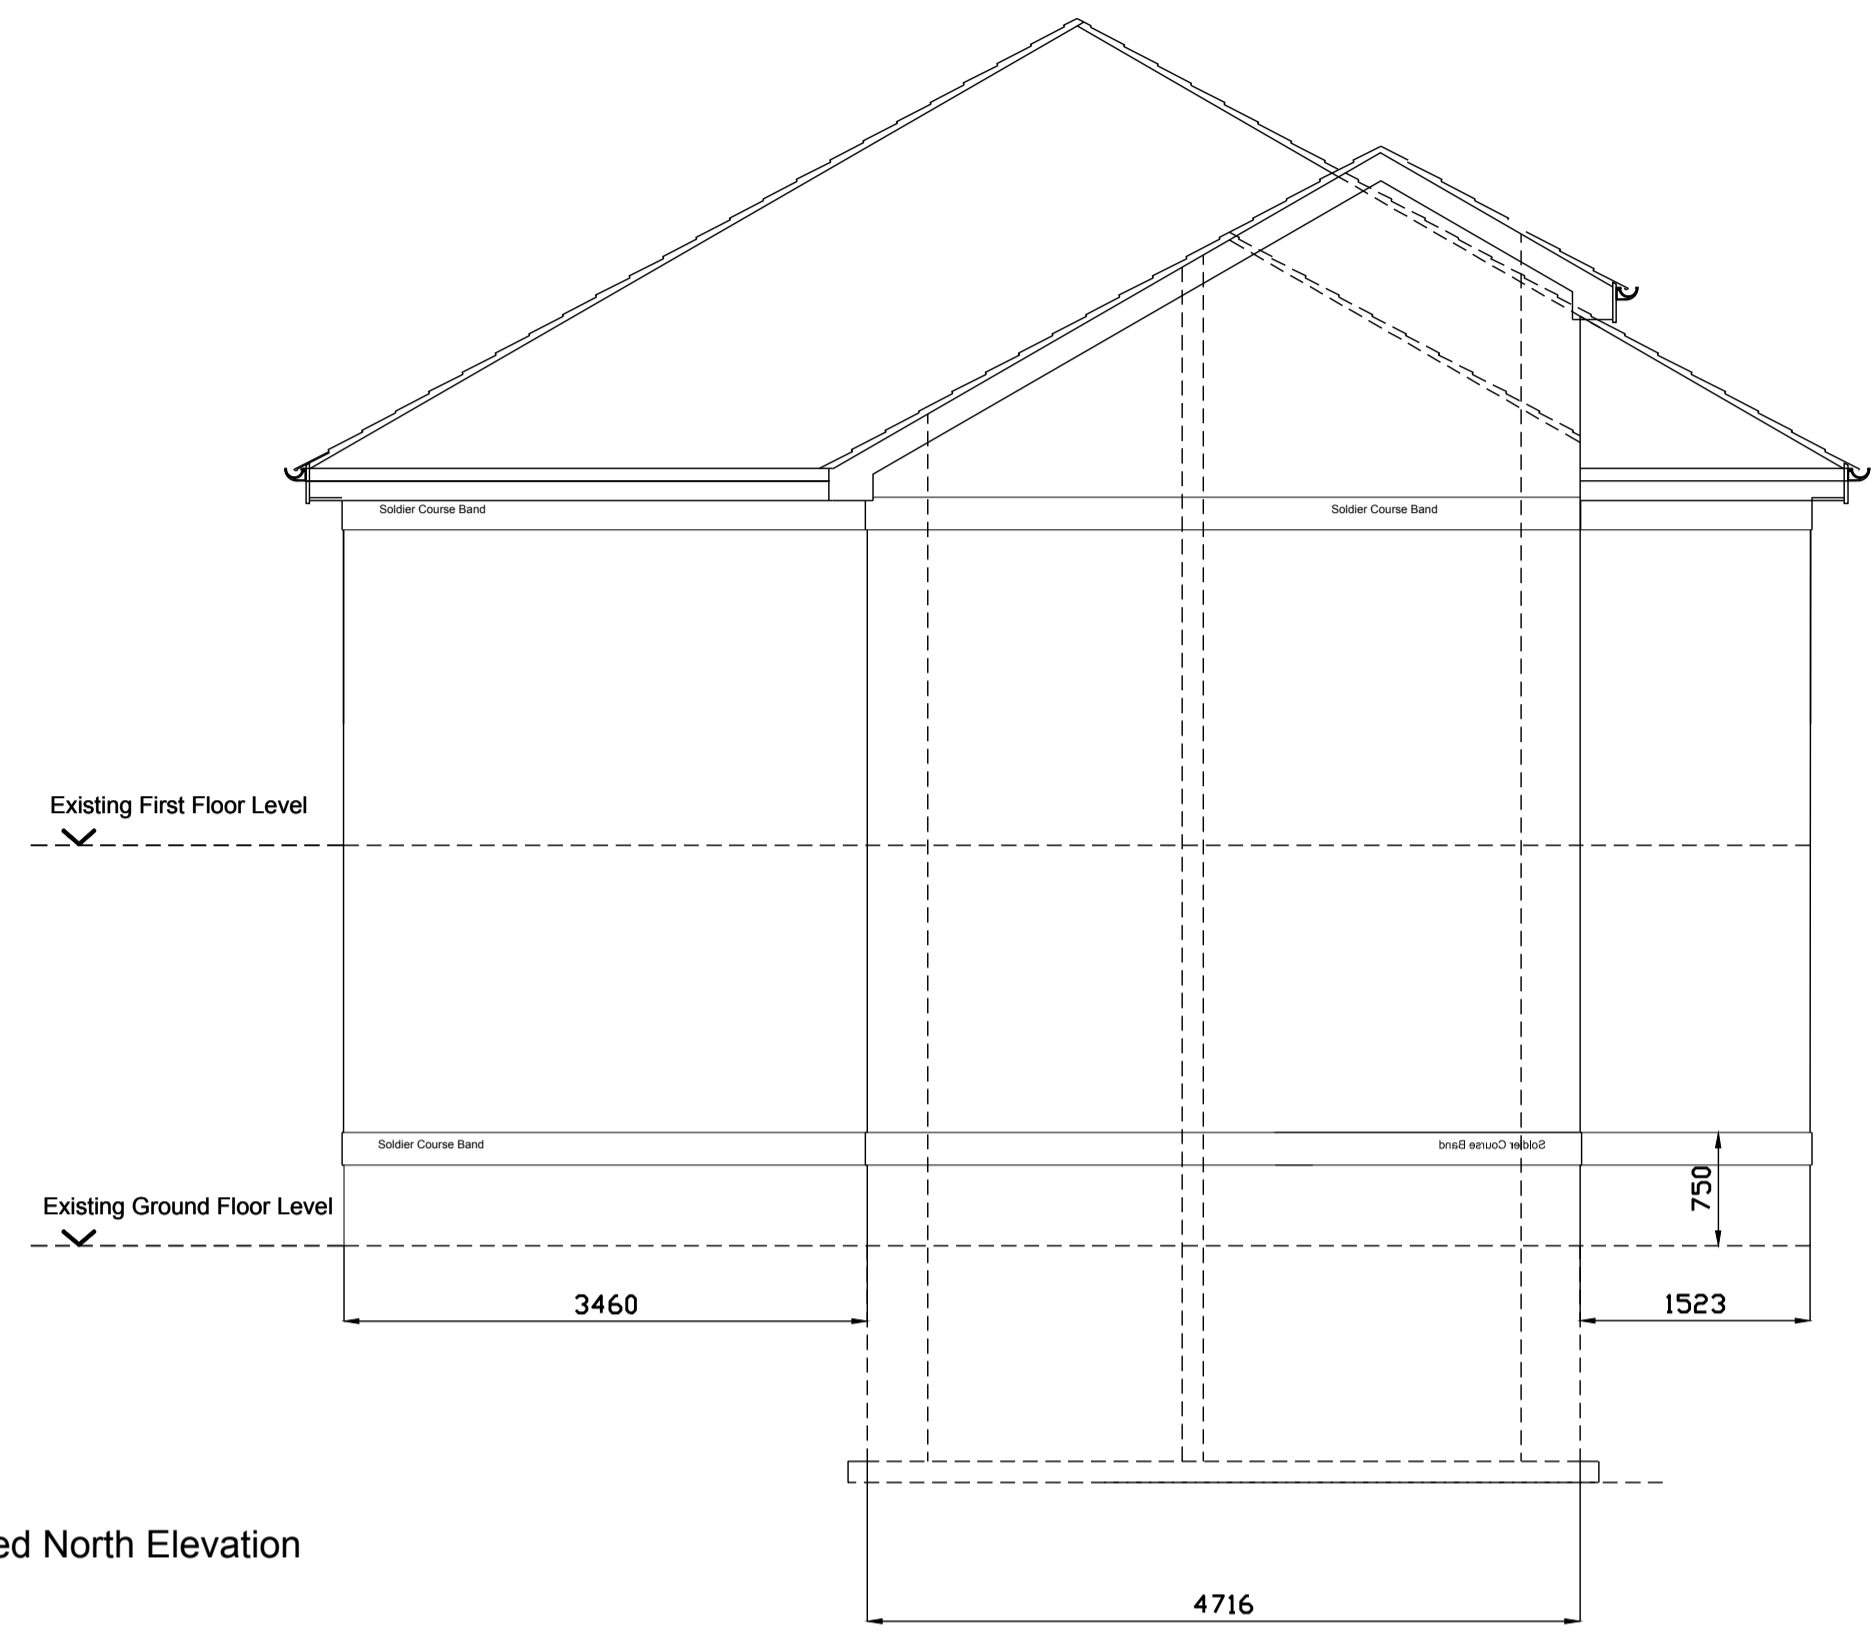 Soldier Course Band
Soldier Course Band
Existing First Floor Level
Soldier Course Band
Soldier Course Band
750
Existing Ground Floor Level
3460
1523
ed North Elevation
4716